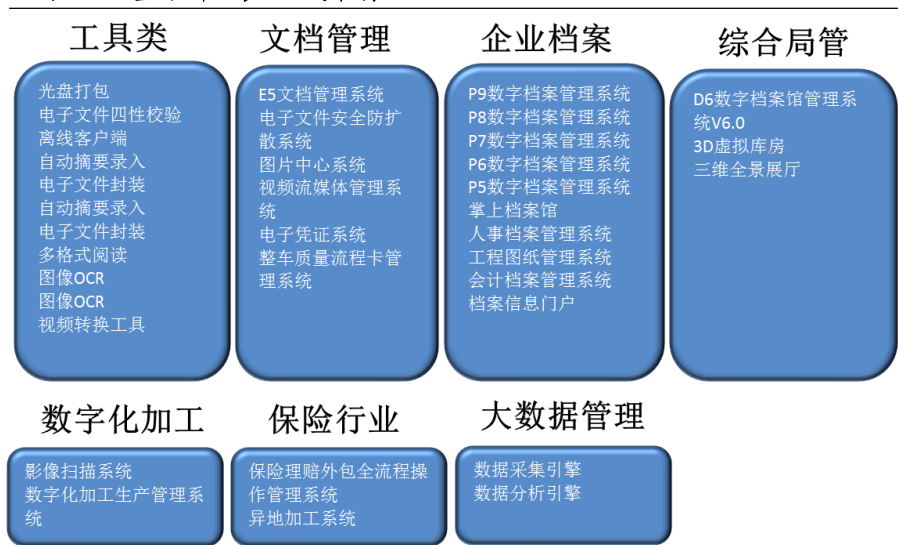 工具类
光盘打包
电子文件四性校验
离线客户端
自动摘要录入
电子文件封装
自动摘要录入
电子文件封装
多格式阅读
图像OCR
图像OCR
视频转换工具
文档管理
E5文档管理系统
电子文件安全防扩
散系统
图片中心系统
视频流媒体管理系
统
电子凭证系统
整车质量流程卡管
理系统
企业档案
P9数字档案管理系统
P8数字档案管理系统
P7数字档案管理系统
P6数字档案管理系统
P5数字档案管理系统
掌上档案馆
人事档案管理系统
工程图纸管理系统
会计档案管理系统
档案信息门户
综合局管
D6数字档案馆管理系
统V6.0
3D虚拟库房
三维全景展厅
数字化加工
影像扫描系统
数字化加工生产管理系
统
保险行业
保险理赔外包全流程操
作管理系统
异地加工系统
大数据管理
数据采集引擎
数据分析引擎